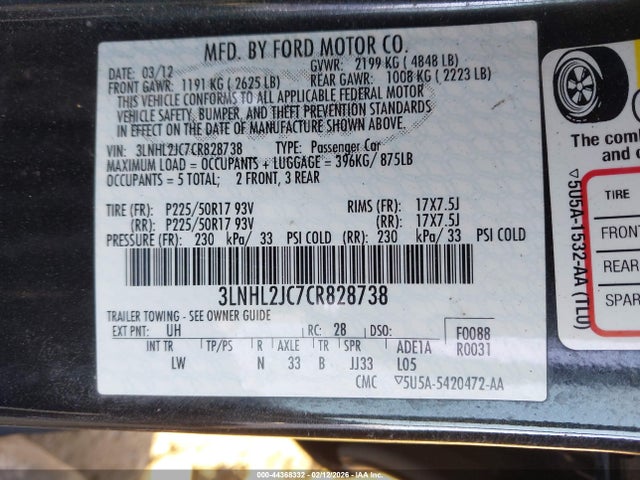 MFD. BY FORD MOTOR CO.
DATE: 03/12 GVWR: 2199 KG ( 4848 LB)
FRONT GAWR: 1191 KG ( 2625 LB) REAR GAWR: 1008 KG ( 2223 LB)
THIS VEHICLE CONFORMS TO ALL APPLICABLE FEDERAL MOTOR
VEHICLE SAFETY, BUMPER, AND THEFT PREVENTION STANDARDS
IN EFFECT ON THE DATE OF MANUFACTURE SHOWN ABOVE.
VIN: 3LNHL2JC7CR828738 TYPE: Passenger Car
MAXIMUM LOAD = OCCUPANTS + LUGGAGE = 396KG/ 875LB
OCCUPANTS = 5 TOTAL; 2 FRONT, 3 REAR
TIRE (FR): P225/50R17 93V RIMS (FR): 17X7.5J
(RR): P225/50R17 93V (RR): 17X7.5J
PRESSURE (FR): 230 kPa/ 33 PSI COLD (RR): 230 kPa/ 33 PSI COLD
3LNHL2JC7CR828738
TRAILER TOWING - SEE OWNER GUIDE
EXT PNT: UH RC: 28 DSO: F0088
INT TR TP/PS R AXLE TR SPR ADE1A R0031
LW N 33 B JJ33 L05
CMC ▽5U5A-5420472-AA
The com
and o
▽5U5A-1532-AA (TLO)
TIRE
FRON
REAR
SPAR
000-44368332 - 02/12/2026 - IAA Inc.